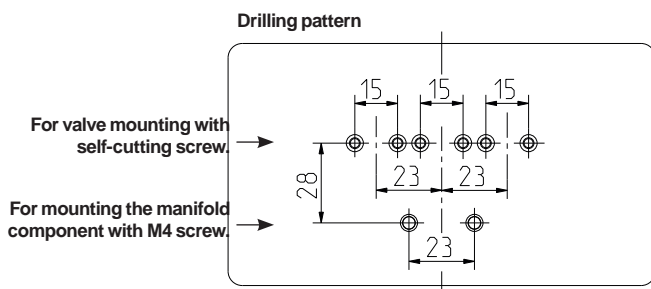 Drilling pattern
15 15 15
For valve mounting with
self-cutting screw.
28
23 23
For mounting the manifold
component with M4 screw.
23